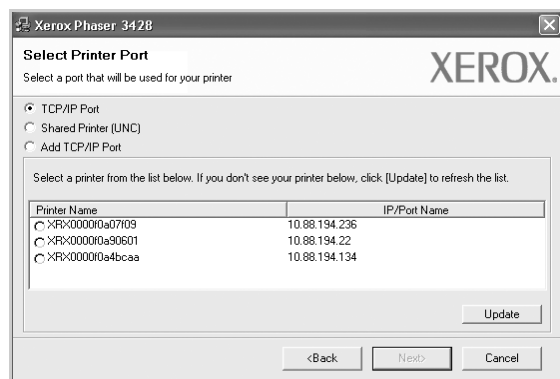 Xerox Phaser 3428
Select Printer Port
Select a port that will be used for your printer
XEROX.
TCP/IP Port
Shared Printer (UNC)
Add TCP/IP Port
Select a printer from the list below. If you don't see your printer below, click [Update] to refresh the list.
Printer Name IP/Port Name
XRX0000f0a07f09 10.88.194.236
XRX0000f0a90601 10.88.194.22
XRX0000f0a4bcaa 10.88.194.134
Update
<Back Next> Cancel